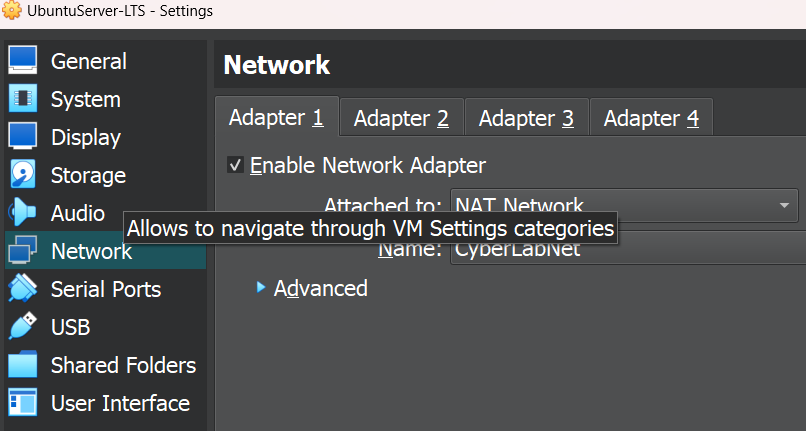 UbuntuServer-LTS - Settings
General
System
Display
Storage
Audio
Network
Serial Ports
USB
Shared Folders
User Interface
Network
Adapter 1
Adapter 2
Adapter 3
Adapter 4
Enable Network Adapter
Attached to: NAT Network
Allows to navigate through VM Settings categories
Name: CyberLabNet
Advanced